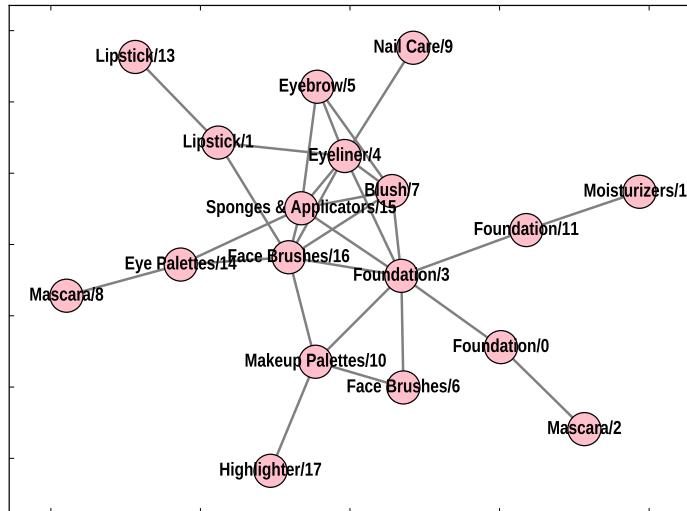 Nail Care/9
Lipstick/13
Eyebrow/5
Lipstick/1
Eyeliner/4
Blush/7
Moisturizers/1
Sponges & Applicators/15
Foundation/11
Face Brushes/16
Eye Palettes/14
Foundation/3
Mascara/8
Foundation/0
Makeup Palettes/10
Face Brushes/6
Mascara/2
Highlighter/17